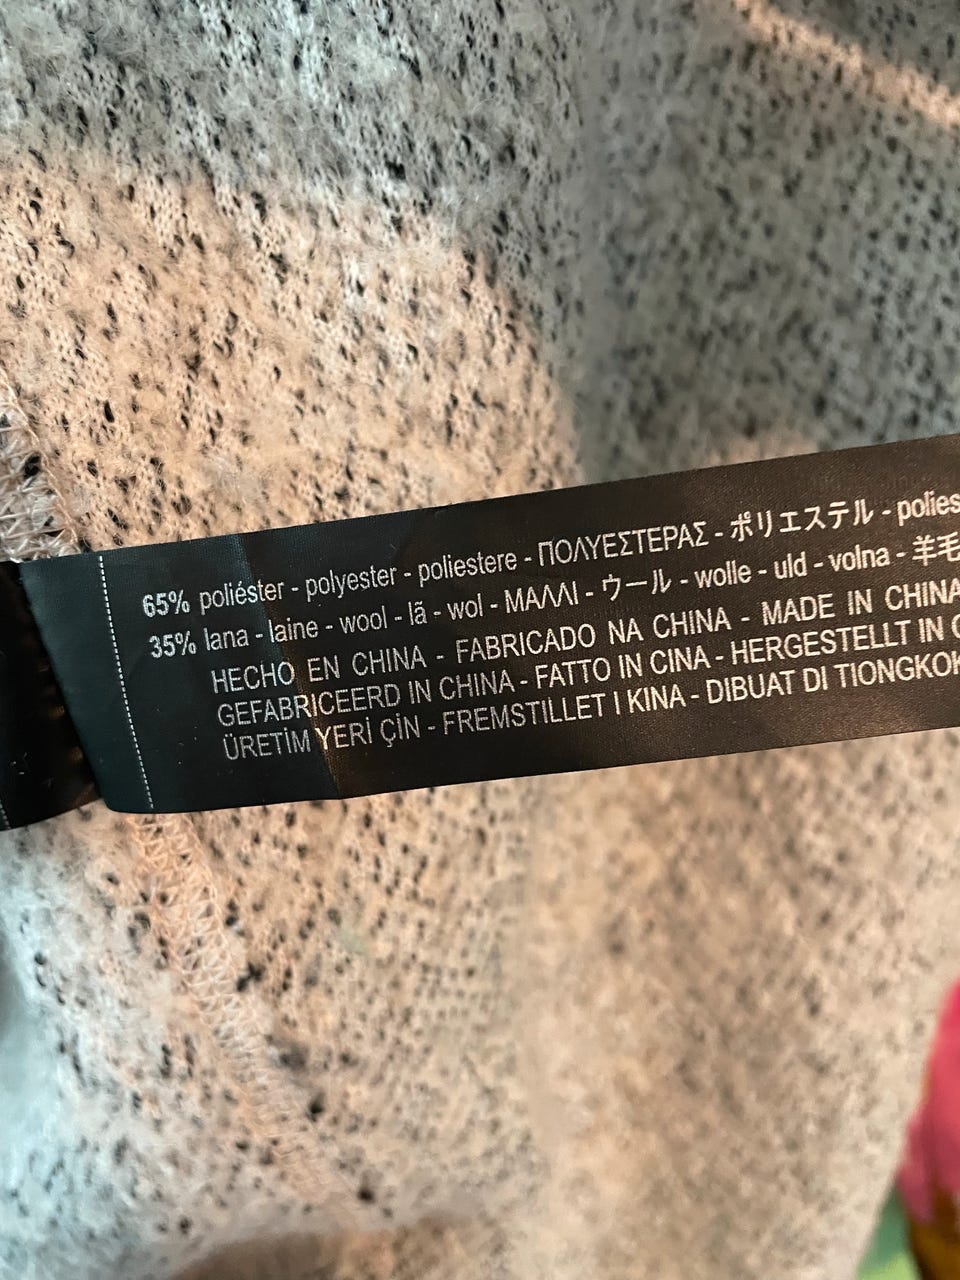 65% poliéster - polyester - poliestere - ΠΟΛΥΕΣΤΕΡΑΣ - ポリエステル - polies
35% lana - laine - wool - lã - wol - ΜΑΛΛΙ - ウール - wolle - uld - volna - 羊毛
HECHO EN CHINA - FABRICADO NA CHINA - MADE IN CHINA
GEFABRICEERD IN CHINA - FATTO IN CINA - HERGESTELLT IN
ÜRETİM YERİ ÇİN - FREMSTILLET I KINA - DIBUAT DI TIONGKOK